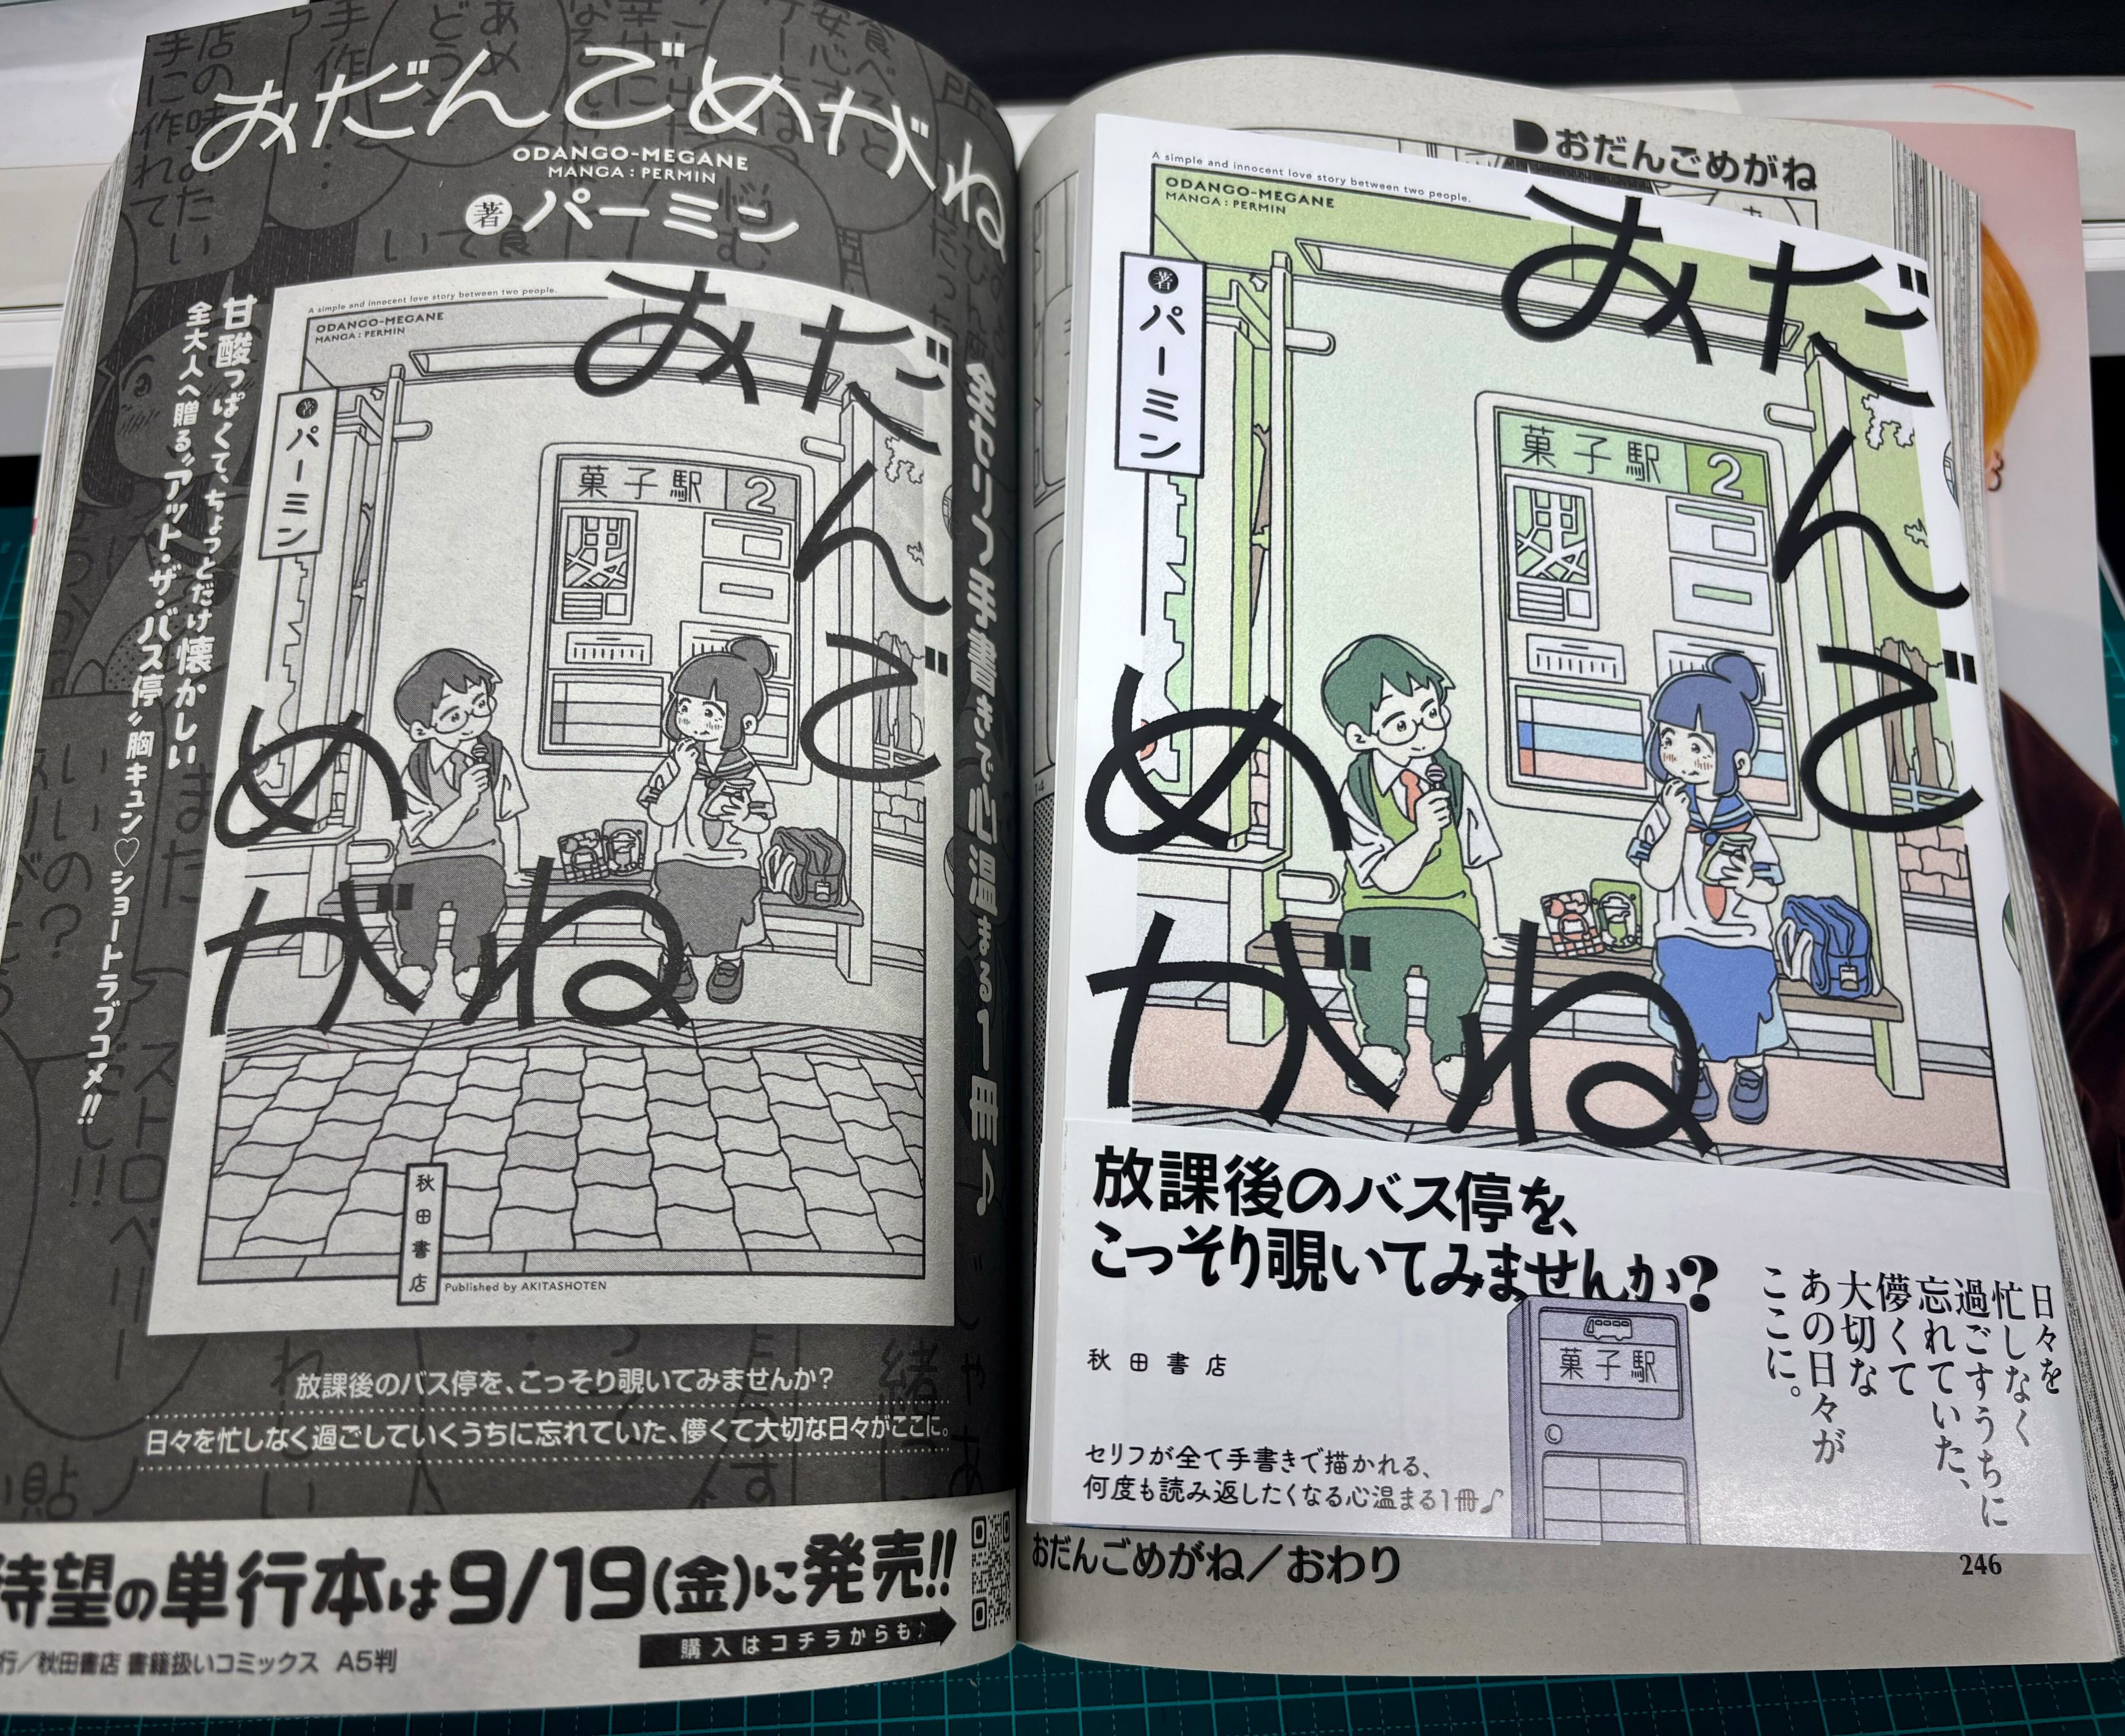 おだんごめがね
ODANGO-MEGANE
MANGA : PERMIN
著 パーミン
甘酸っぱくて、ちょっとだけ懐かしい
全大人へ贈る"アット・ザ・バス停"胸キュン♡ショートラブコメ!!
全セリフ手書きで心温まる一冊♪
A simple and innocent love story between two people.
ODANGO-MEGANE
MANGA : PERMIN
著 パーミン
おだんごめがね
菓子駅 2
秋田書店
Published by AKITASHOTEN
放課後のバス停を、こっそり覗いてみませんか?
日々を忙しなく過ごしていくうちに忘れていた、儚くて大切な日々がここに。
待望の単行本は9/19(金)に発売!!
購入はコチラからも♪
行/秋田書店 書籍扱いコミックス A5判
おだんごめがね
A simple and innocent love story between two people.
ODANGO-MEGANE
MANGA : PERMIN
著 パーミン
おだんごめがね
菓子駅 2
放課後のバス停を、
こっそり覗いてみませんか?
日々を
忙しなく
過ごすうちに
忘れていた、
儚くて
大切な
あの日々が
ここに。
菓子駅
秋田書店
セリフが全て手書きで描かれる、
何度も読み返したくなる心温まる1冊♪
おだんごめがね/おわり
246